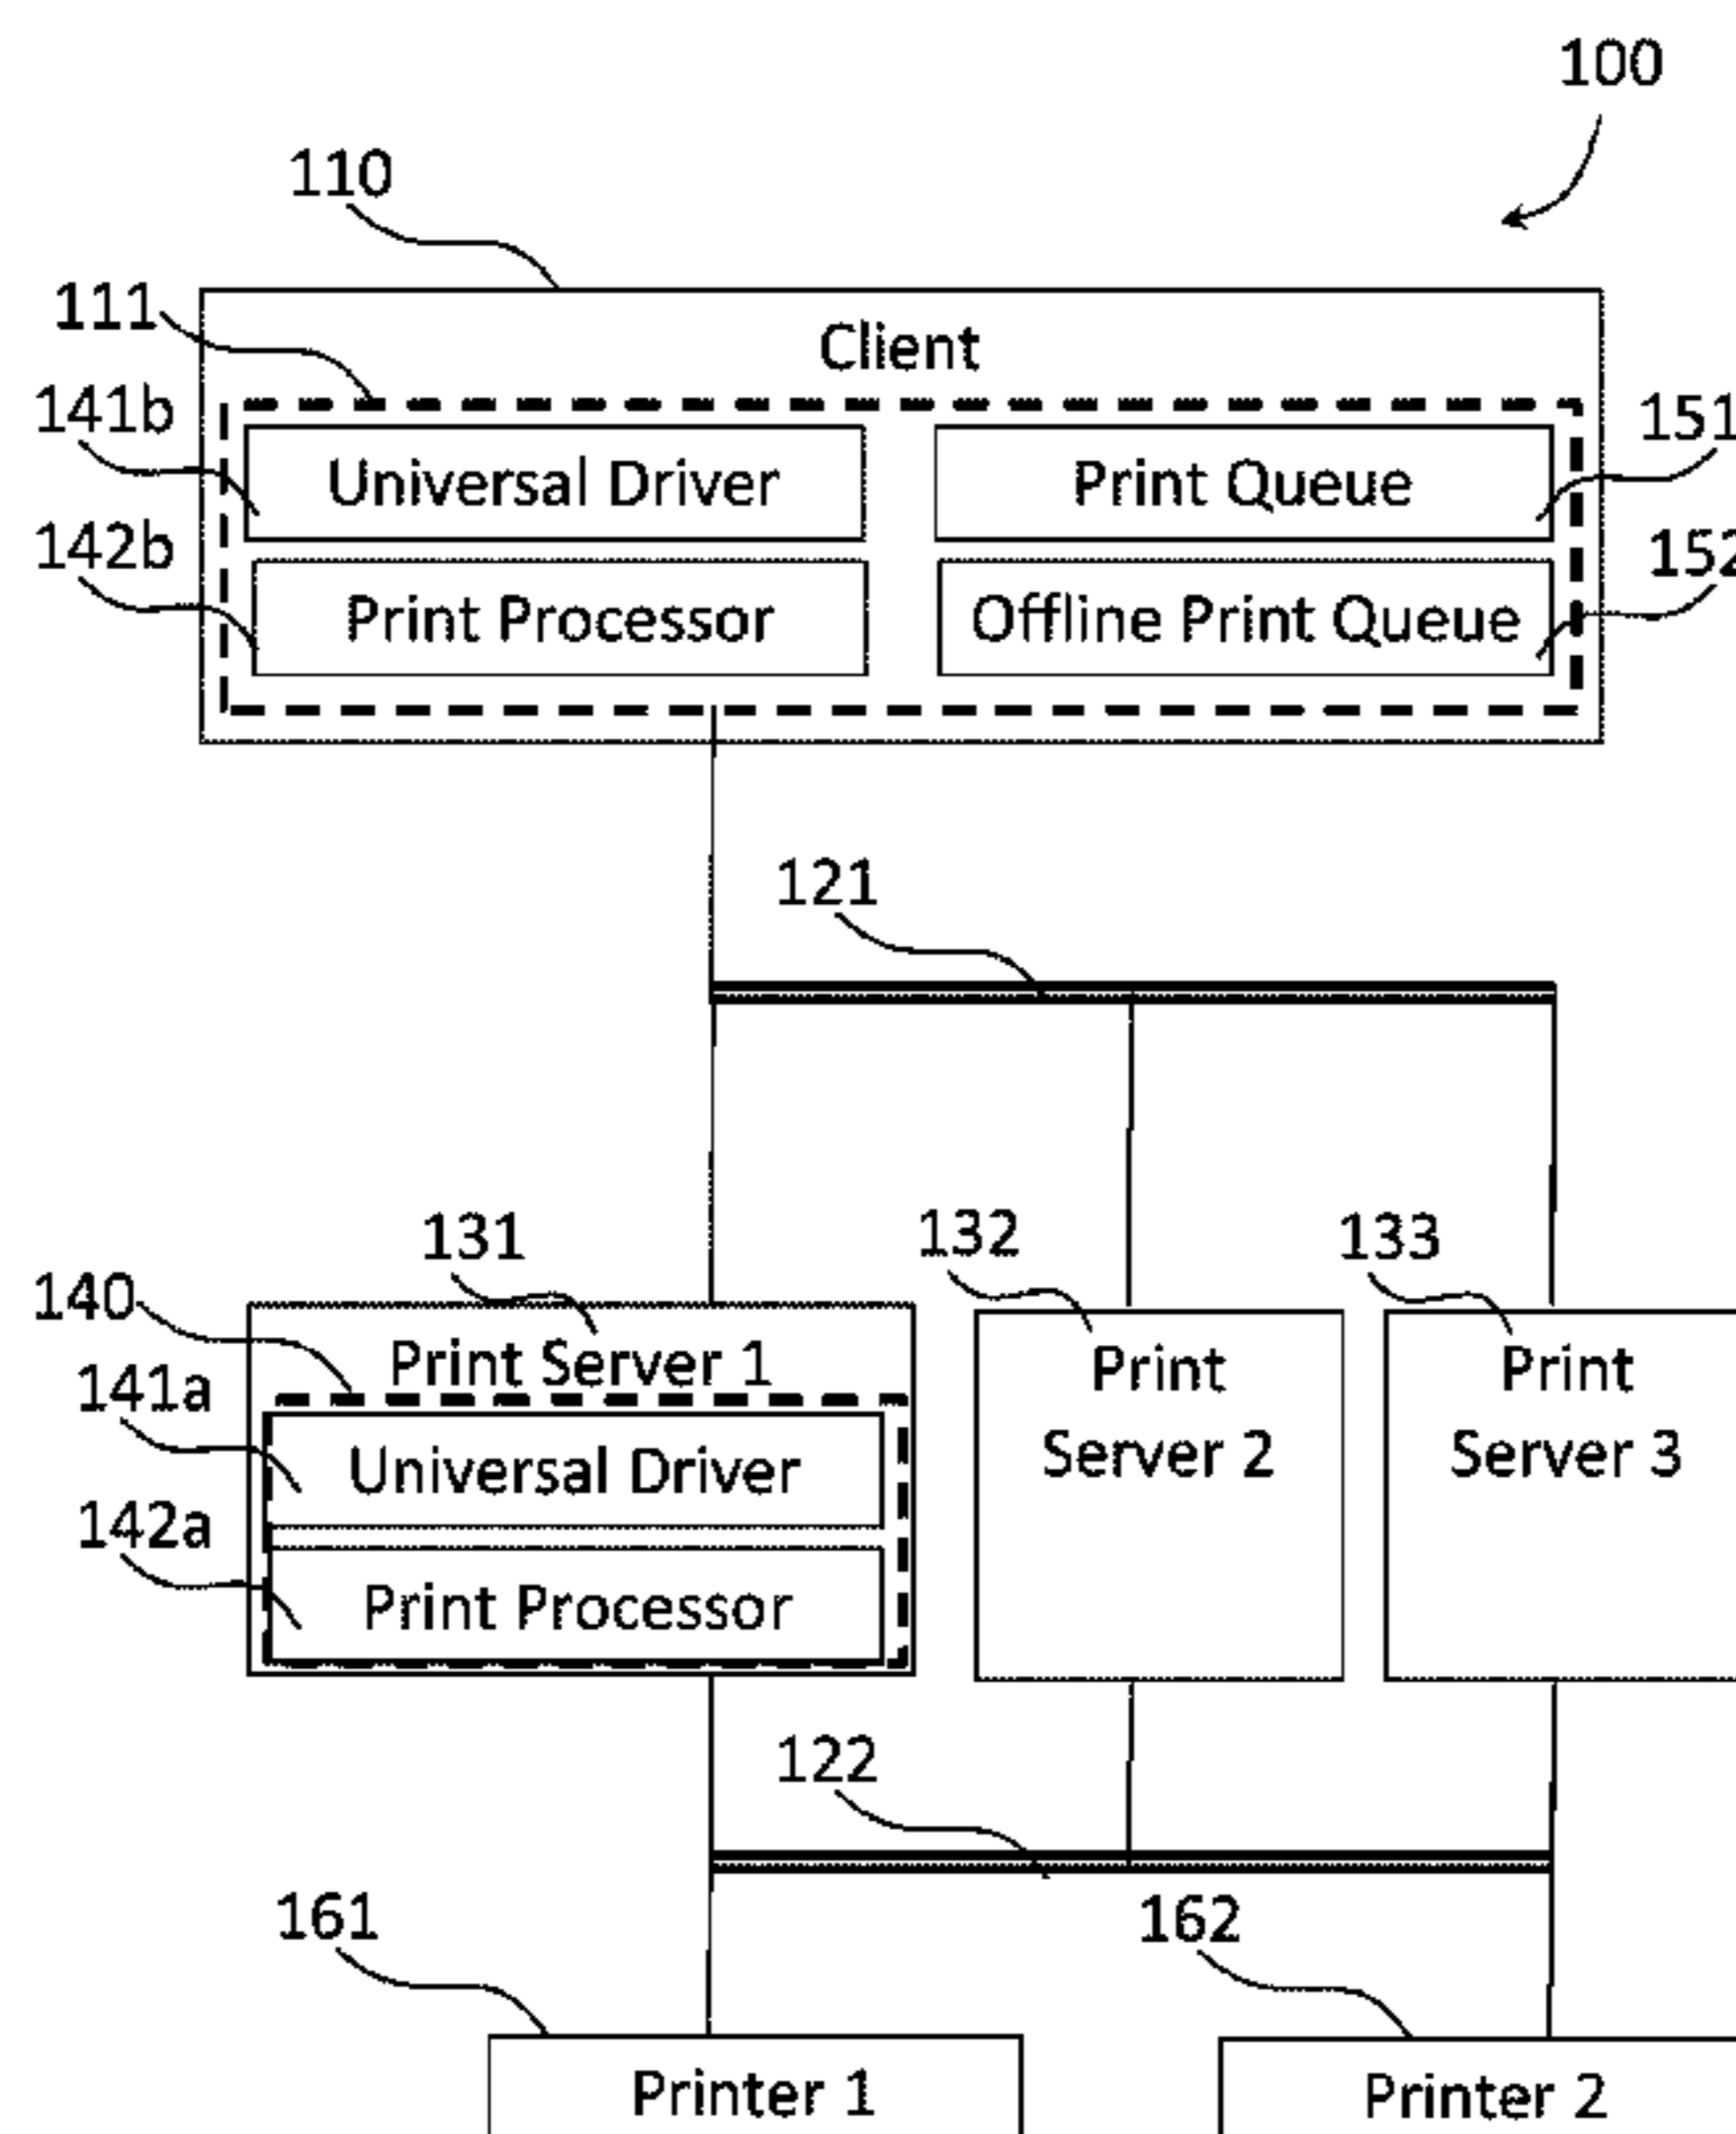 100
110
111
Client
141b
Universal Driver
Print Queue
151
142b
Print Processor
Offline Print Queue
152
121
131
132
133
140
Print Server 1
Print
Server 2
Print
Server 3
141a
Universal Driver
142a
Print Processor
122
161
162
Printer 1
Printer 2